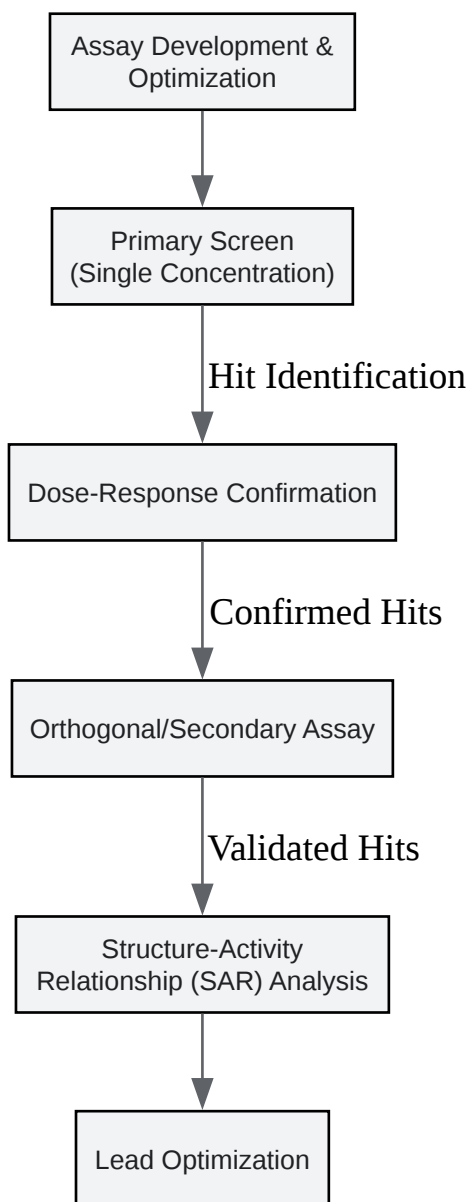 Assay Development &
Optimization
Primary Screen
(Single Concentration)
Hit Identification
Dose-Response Confirmation
Confirmed Hits
Orthogonal/Secondary Assay
Validated Hits
Structure-Activity
Relationship (SAR) Analysis
Lead Optimization